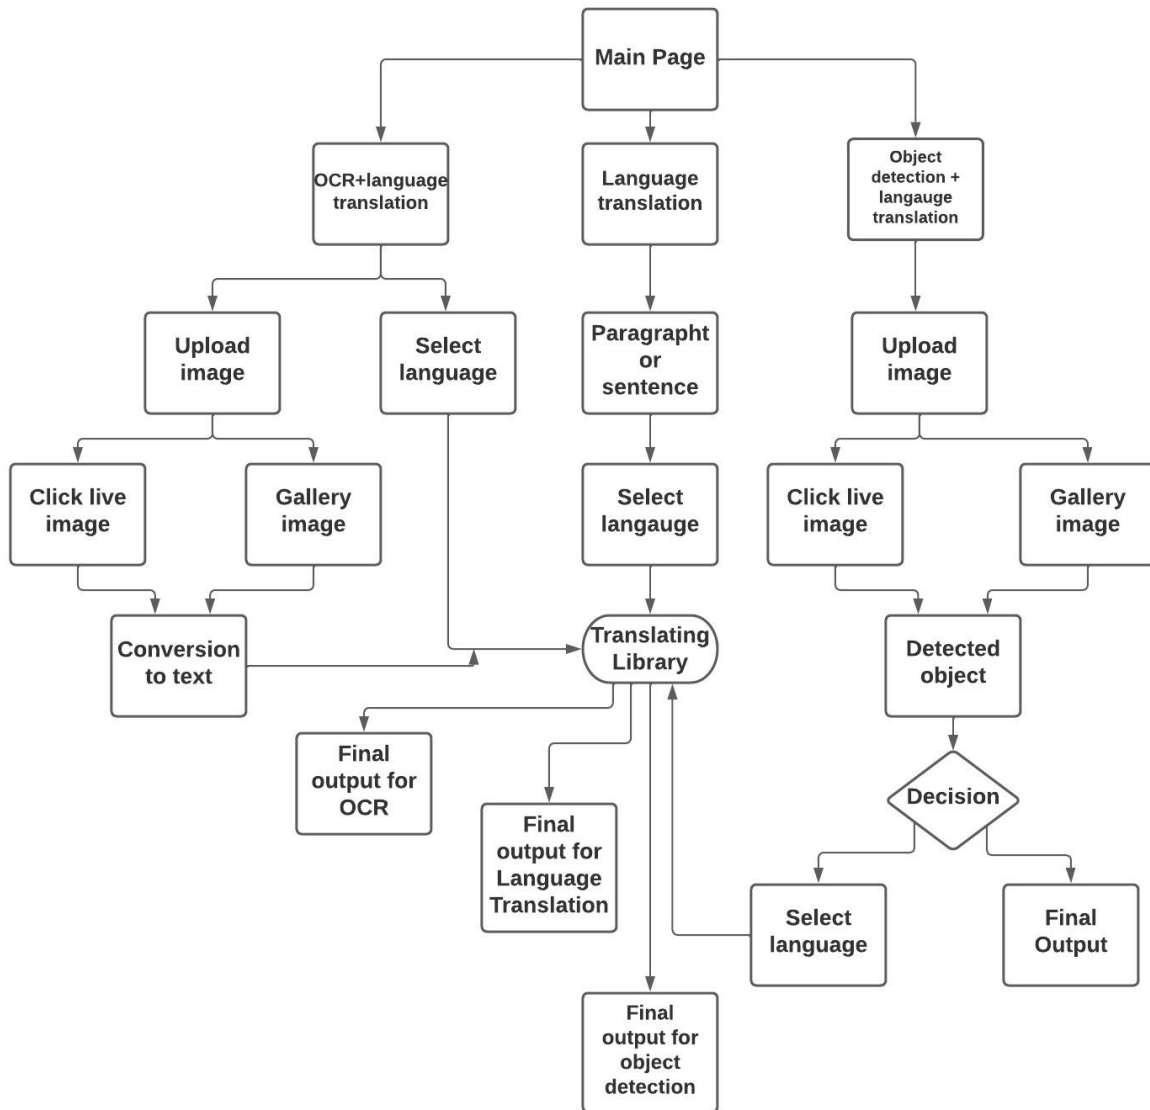 Main Page
OCR+language
translation
Language
translation
Object
detection +
langauge
translation
Upload
image
Select
language
Paragrapht
or
sentence
Upload
image
Click live
image
Gallery
image
Select
langauge
Click live
image
Gallery
image
Conversion
to text
Translating
Library
Detected
object
Final
output for
OCR
Final
output for
Language
Translation
Decision
Select
language
Final
Output
Final
output for
object
detection